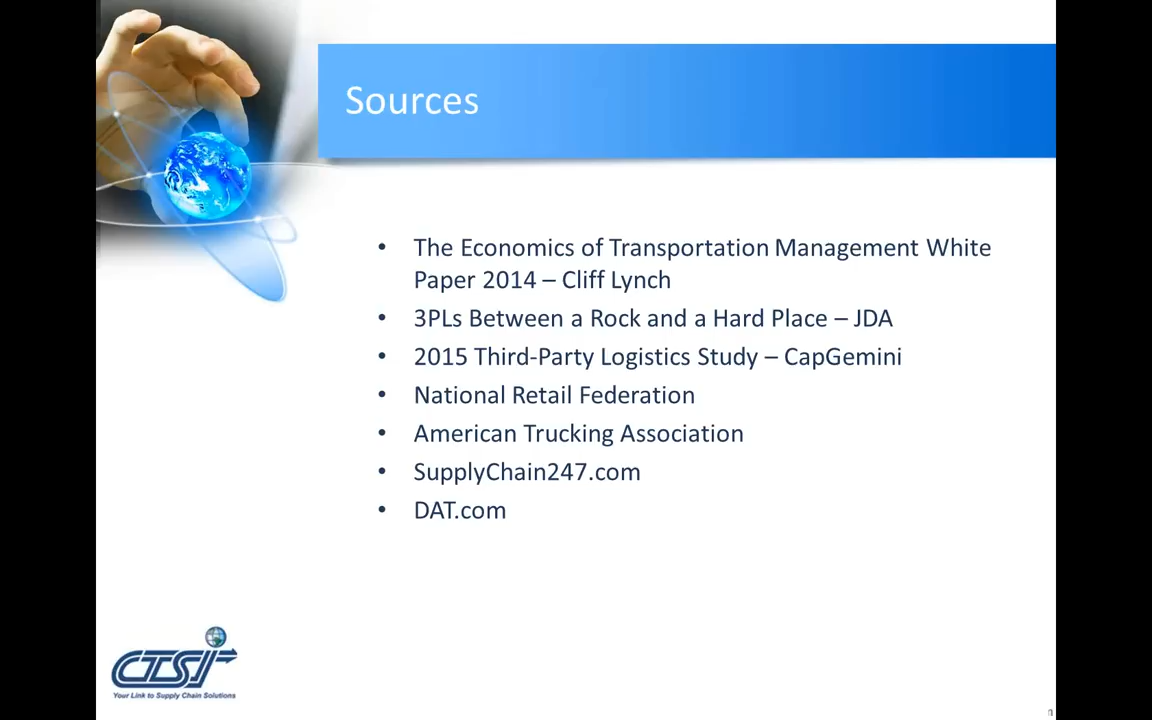 Sources
• The Economics of Transportation Management White
Paper 2014 – Cliff Lynch
• 3PLs Between a Rock and a Hard Place – JDA
• 2015 Third-Party Logistics Study – CapGemini
• National Retail Federation
• American Trucking Association
• SupplyChain247.com
• DAT.com
CTSI
Your Link to Supply Chain Solutions